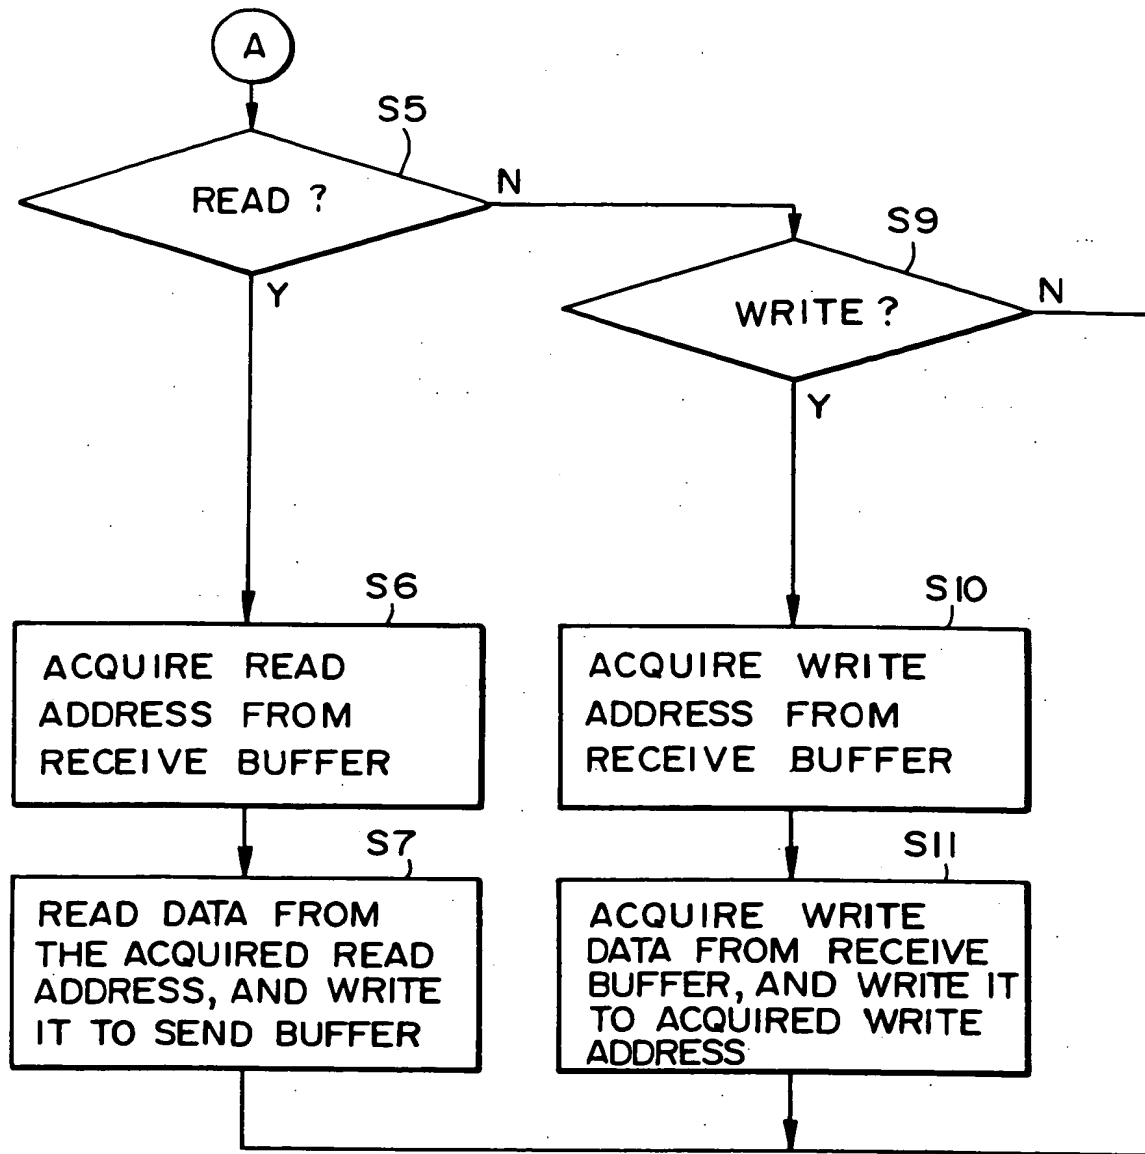 A
S5
READ ?
N
Y
S9
WRITE ?
N
Y
S6
ACQUIRE READ
ADDRESS FROM
RECEIVE BUFFER
S10
ACQUIRE WRITE
ADDRESS FROM
RECEIVE BUFFER
S7
READ DATA FROM
THE ACQUIRED READ
ADDRESS, AND WRITE
IT TO SEND BUFFER
S11
ACQUIRE WRITE
DATA FROM RECEIVE
BUFFER, AND WRITE IT
TO ACQUIRED WRITE
ADDRESS